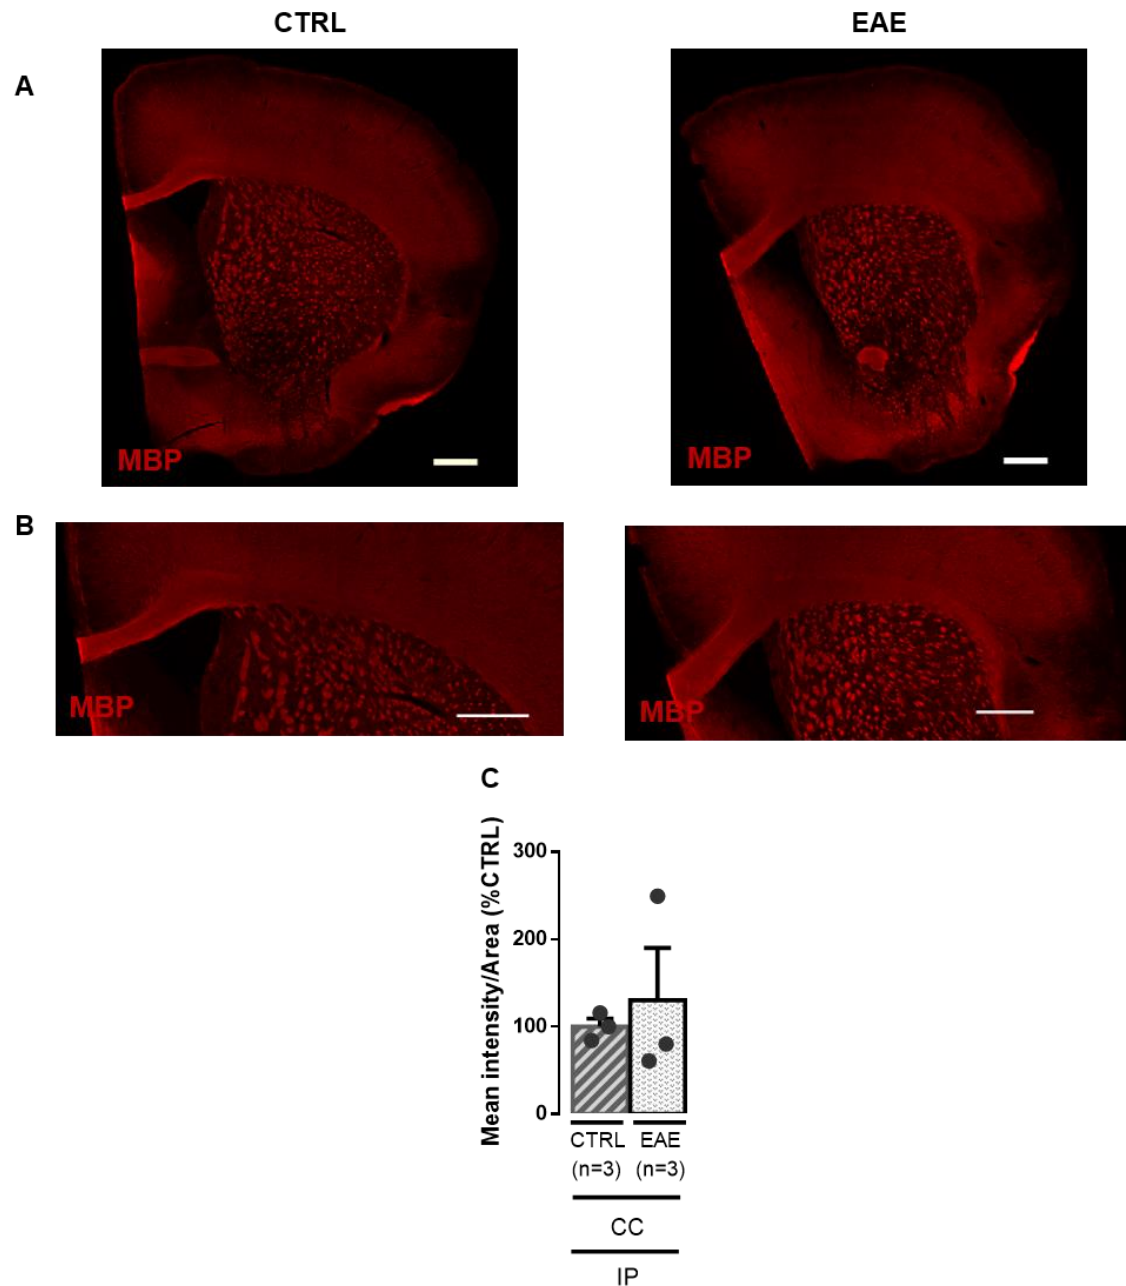 CTRL EAE
A
MBP MBP
B
MBP MBP
C
Mean intensity/Area (%CTRL)
300
200
100
0
CTRL EAE
(n=3) (n=3)
CC
IP